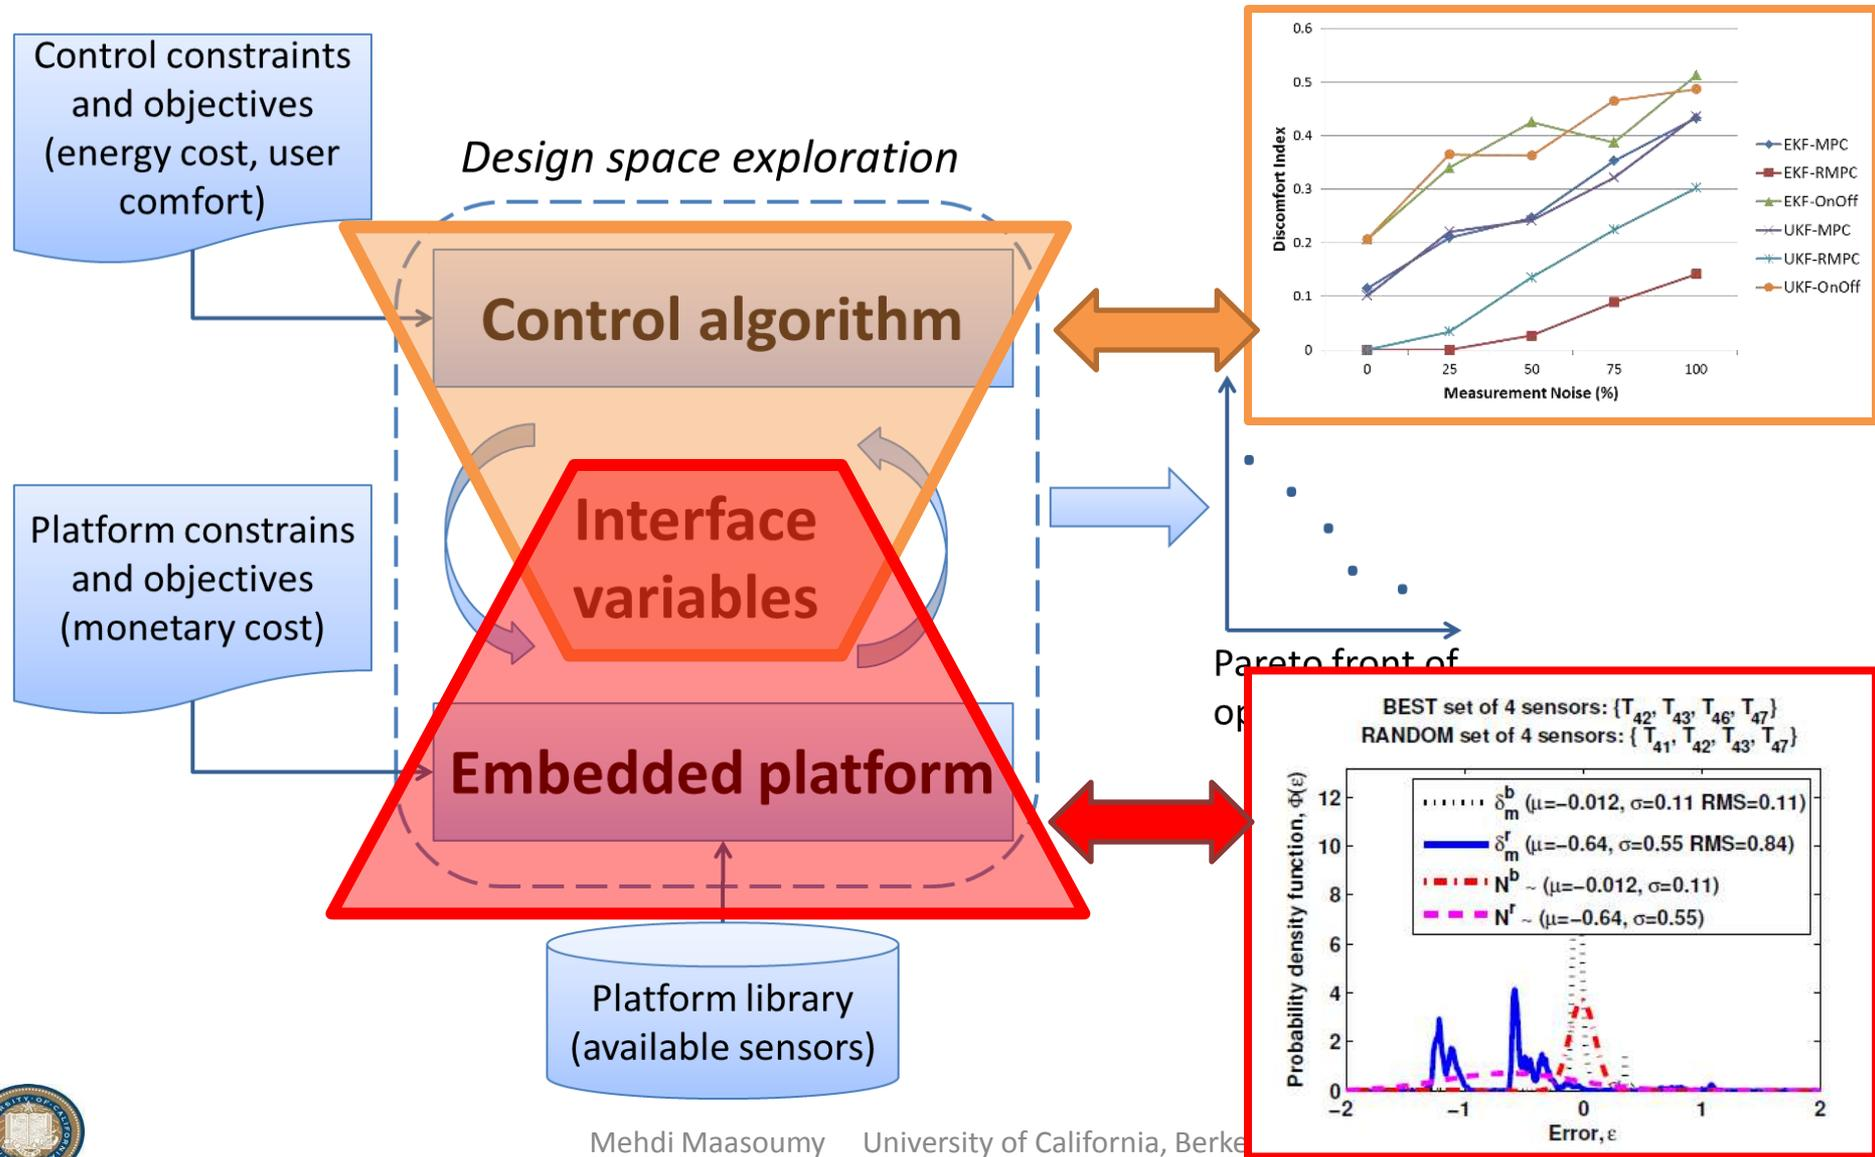 Control constraints
and objectives
(energy cost, user
comfort)
Design space exploration
Control algorithm
Interface
variables
Platform constrains
and objectives
(monetary cost)
Embedded platform
Platform library
(available sensors)
0.6
0.5
0.4
0.3
0.2
0.1
0
Discomfort Index
0 25 50 75 100
Measurement Noise (%)
EKF-MPC
EKF-RMPC
EKF-OnOff
UKF-MPC
UKF-RMPC
UKF-OnOff
Pareto front of
BEST set of 4 sensors: {T42, T43, T46, T47}
RANDOM set of 4 sensors: { T41, T42, T43, T47}
Probability density function, Φ(ε)
12
10
8
6
4
2
0
δbm (μ=−0.012, σ=0.11 RMS=0.11)
δrm (μ=−0.64, σ=0.55 RMS=0.84)
Nb ~ (μ=−0.012, σ=0.11)
Nr ~ (μ=−0.64, σ=0.55)
−2 −1 0 1 2
Error, ε
Mehdi Maasoumy University of California, Berke